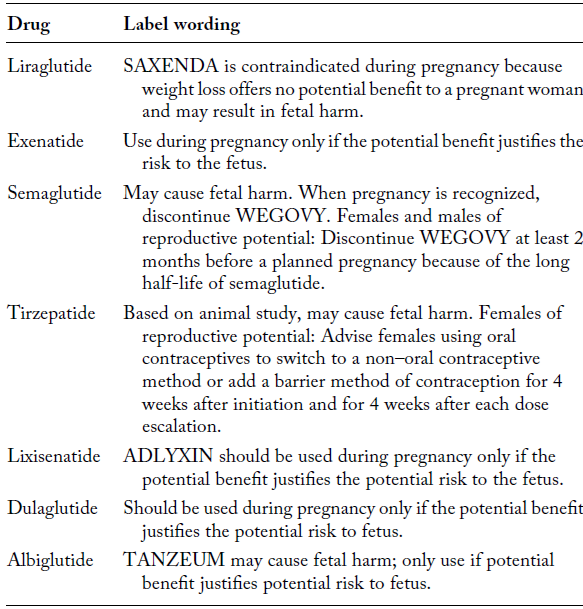 Drug Label wording
Liraglutide SAXENDA is contraindicated during pregnancy because
weight loss offers no potential benefit to a pregnant woman
and may result in fetal harm.
Exenatide Use during pregnancy only if the potential benefit justifies the
risk to the fetus.
Semaglutide May cause fetal harm. When pregnancy is recognized,
discontinue WEGOVY. Females and males of
reproductive potential: Discontinue WEGOVY at least 2
months before a planned pregnancy because of the long
half-life of semaglutide.
Tirzepatide Based on animal study, may cause fetal harm. Females of
reproductive potential: Advise females using oral
contraceptives to switch to a non–oral contraceptive
method or add a barrier method of contraception for 4
weeks after initiation and for 4 weeks after each dose
escalation.
Lixisenatide ADLYXIN should be used during pregnancy only if the
potential benefit justifies the potential risk to the fetus.
Dulaglutide Should be used during pregnancy only if the potential benefit
justifies the potential risk to fetus.
Albiglutide TANZEUM may cause fetal harm; only use if potential
benefit justifies potential risk to fetus.